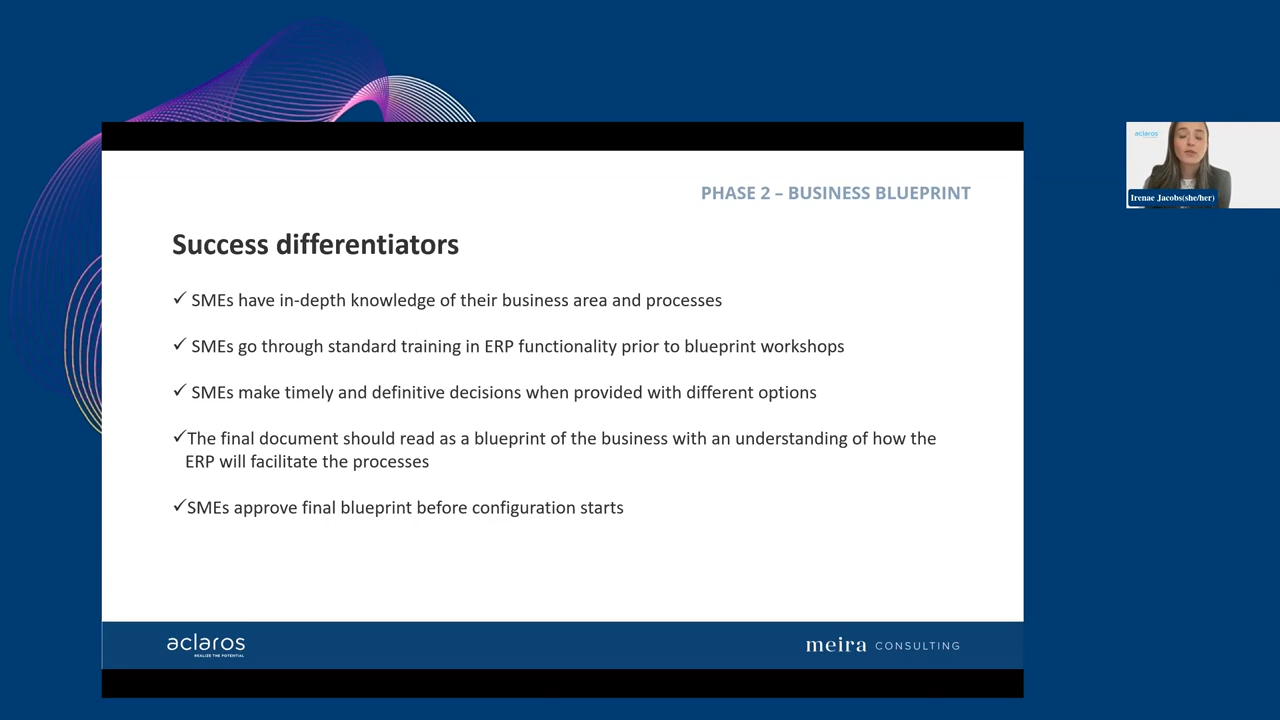 PHASE 2 – BUSINESS BLUEPRINT
Success differentiators
✓ SMEs have in-depth knowledge of their business area and processes
✓ SMEs go through standard training in ERP functionality prior to blueprint workshops
✓ SMEs make timely and definitive decisions when provided with different options
✓The final document should read as a blueprint of the business with an understanding of how the
ERP will facilitate the processes
✓SMEs approve final blueprint before configuration starts
aclaros
REALIZE THE POTENTIAL
meira CONSULTING
aclaros
Irenae Jacobs(she/her)